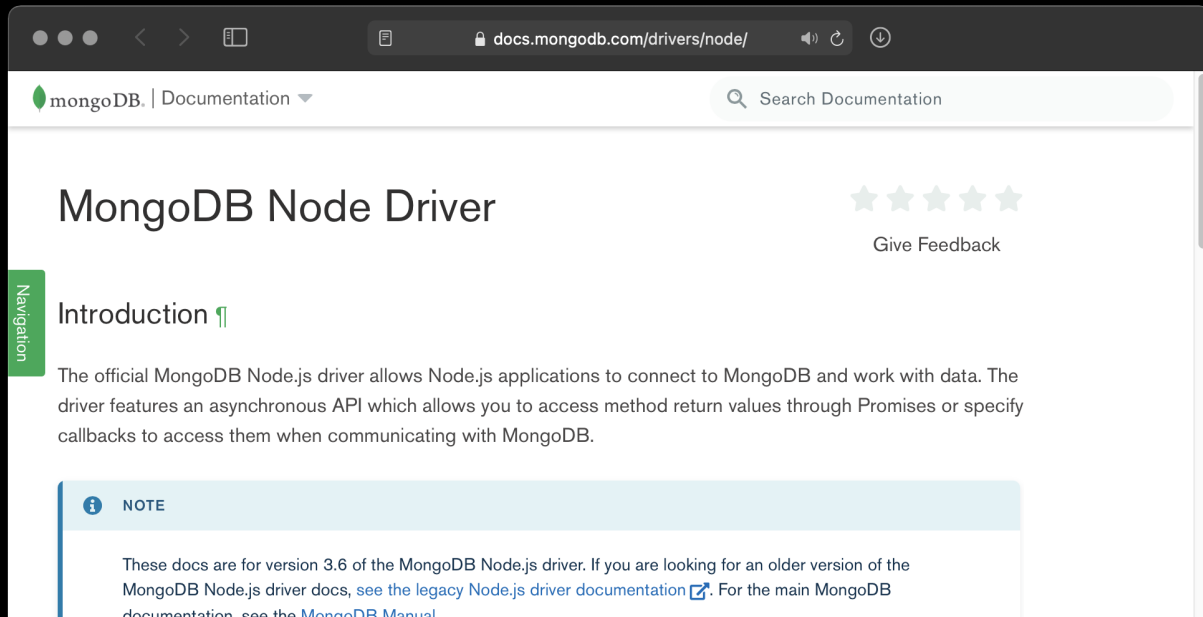 docs.mongodb.com/drivers/node/
mongoDB. | Documentation
Search Documentation
MongoDB Node Driver
Give Feedback
Navigation
Introduction ¶
The official MongoDB Node.js driver allows Node.js applications to connect to MongoDB and work with data. The
driver features an asynchronous API which allows you to access method return values through Promises or specify
callbacks to access them when communicating with MongoDB.
NOTE
These docs are for version 3.6 of the MongoDB Node.js driver. If you are looking for an older version of the
MongoDB Node.js driver docs, see the legacy Node.js driver documentation. For the main MongoDB
documentation, see the MongoDB Manual